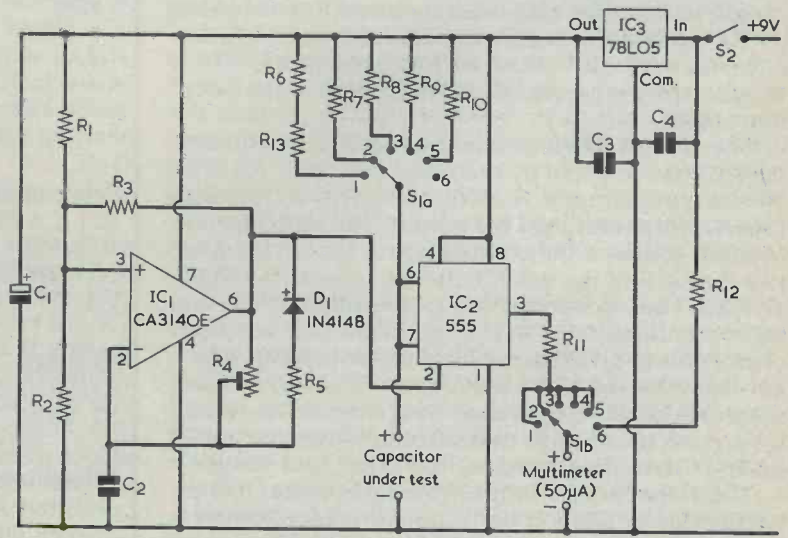 Out
IC3
78L05
In
Com.
S2
+9V
R1
R3
R6
R7
R8
R9
R10
R13
1
2
3
4
5
6
S1a
C4
C3
C1
3
+
2
-
7
IC1
CA3140E
6
4
D1
1N4148
+
R4
R5
R2
C2
4
8
6
7
2
IC2
555
3
1
R11
R12
1
2
3
4
5
6
S1b
+
Capacitor
under test
-
+
Multimeter
(50µA)
-